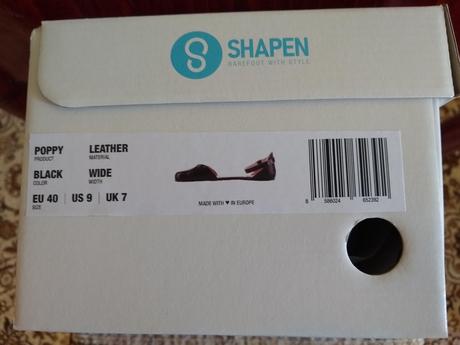 SHAPEN
BAREFOOT WITH STYLE
POPPY
PRODUCT
LEATHER
MATERIAL
BLACK
COLOR
WIDE
WIDTH
EU 40 | US 9 | UK 7
SIZE
MADE WITH ♥ IN EUROPE